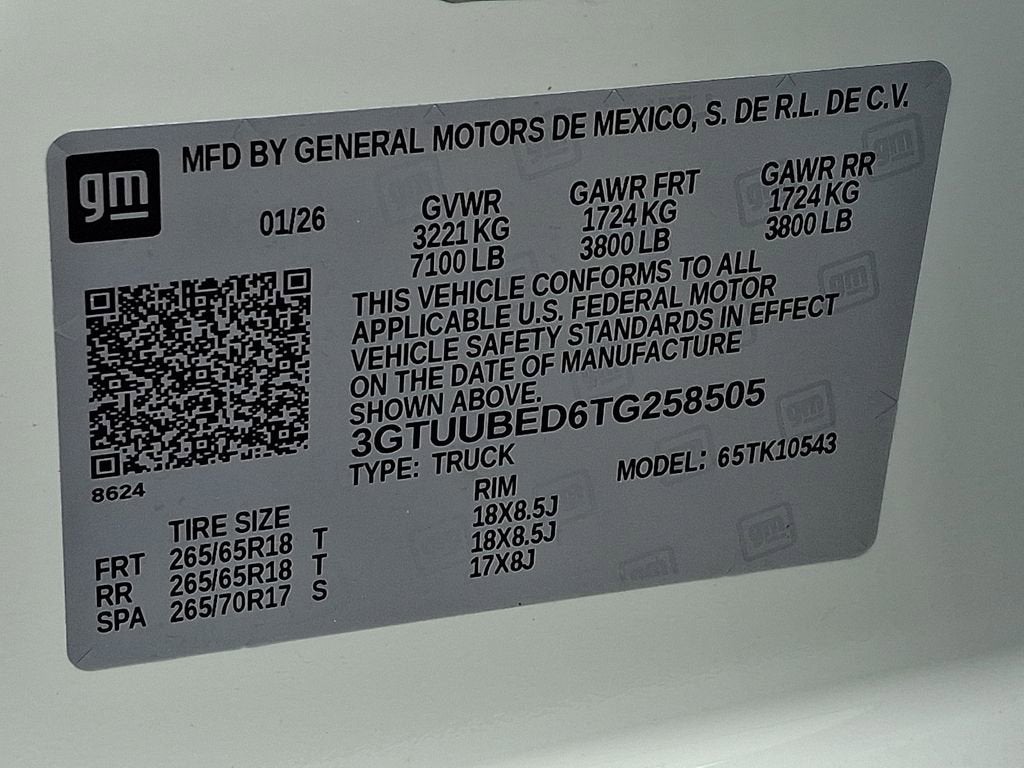 MFD BY GENERAL MOTORS DE MEXICO, S. DE R.L. DE C.V.
gm
01/26
GVWR GAWR FRT GAWR RR
3221 KG 1724 KG 1724 KG
7100 LB 3800 LB 3800 LB
THIS VEHICLE CONFORMS TO ALL
APPLICABLE U.S. FEDERAL MOTOR
VEHICLE SAFETY STANDARDS IN EFFECT
ON THE DATE OF MANUFACTURE
SHOWN ABOVE.
3GTUUBED6TG258505
TYPE: TRUCK MODEL: 65TK10543
8624
TIRE SIZE RIM
FRT 265/65R18 T 18X8.5J
RR 265/65R18 T 18X8.5J
SPA 265/70R17 S 17X8J